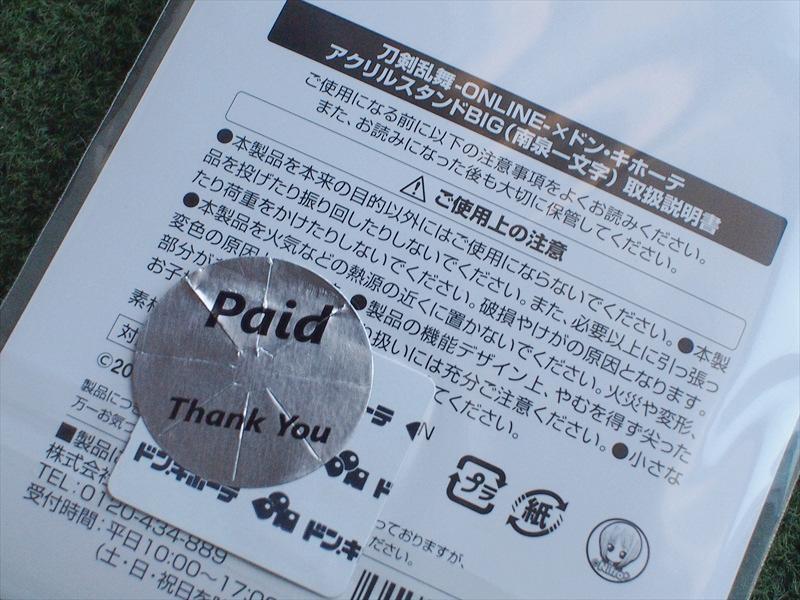 刀剣乱舞-ONLINE-×ドン・キホーテ
アクリルスタンドBIG(南泉一文字) 取扱説明書
ご使用になる前に以下の注意事項をよくお読みください。
また、お読みになった後も大切に保管してください。
ご使用上の注意
●本製品を本来の目的以外にはご使用にならないでください。また、必要以上に引っ張っ
たり荷重をかけたりしないでください。破損やけがの原因となります。●本製
品を投げたり振り回したりしないでください。
●本製品を火気などの熱源の近くに置かないでください。火災や変形、
変色の原因
●製品の機能デザイン上、やむを得ず尖った
部分が
扱いには充分ご注意ください。●小さな
お子
てください。
素材
対
©20
製品につき
万一お気づ
■製品に
株式会社
TEL:0120-434-889
受付時間:平日10:00～17:0
(土・日・祝日を除
っておりますが、
ださい。
Paid
Thank You
ドン.キホーテ
ドン.キ
プラ
紙
Nitroo